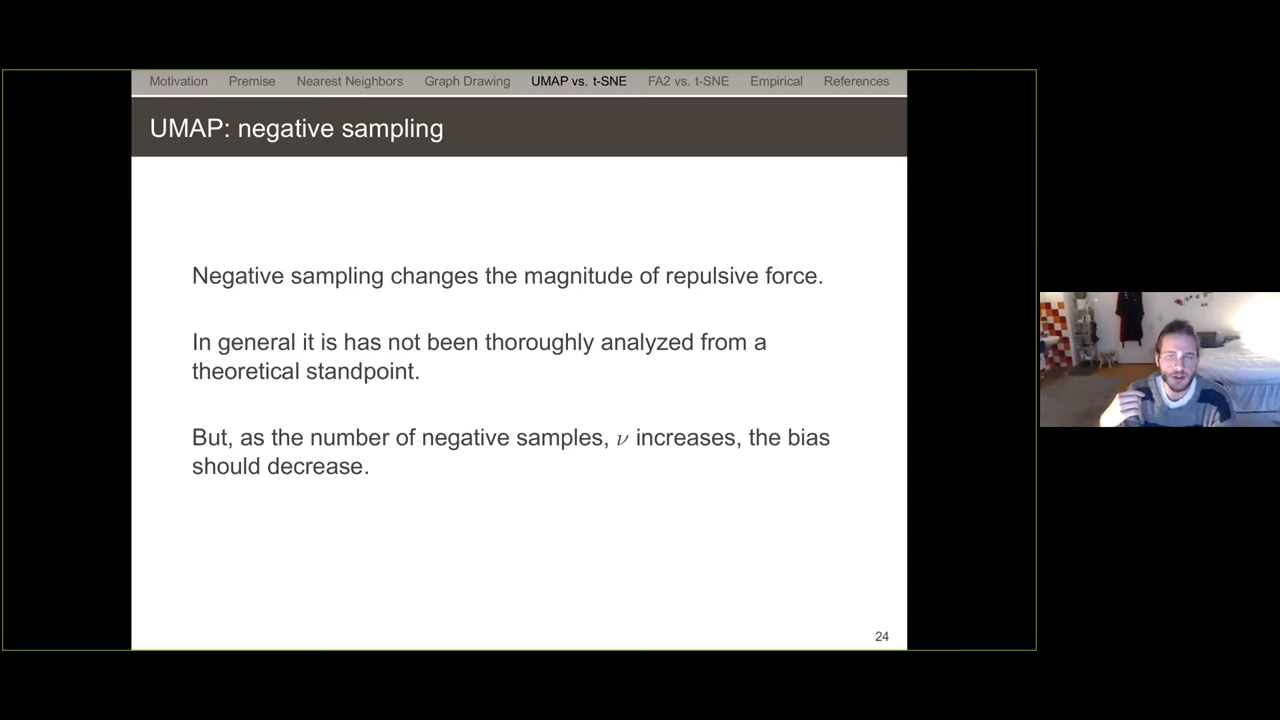 Motivation Premise Nearest Neighbors Graph Drawing UMAP vs. t-SNE FA2 vs. t-SNE Empirical References
UMAP: negative sampling
Negative sampling changes the magnitude of repulsive force.
In general it is has not been thoroughly analyzed from a
theoretical standpoint.
But, as the number of negative samples, ν increases, the bias
should decrease.
24